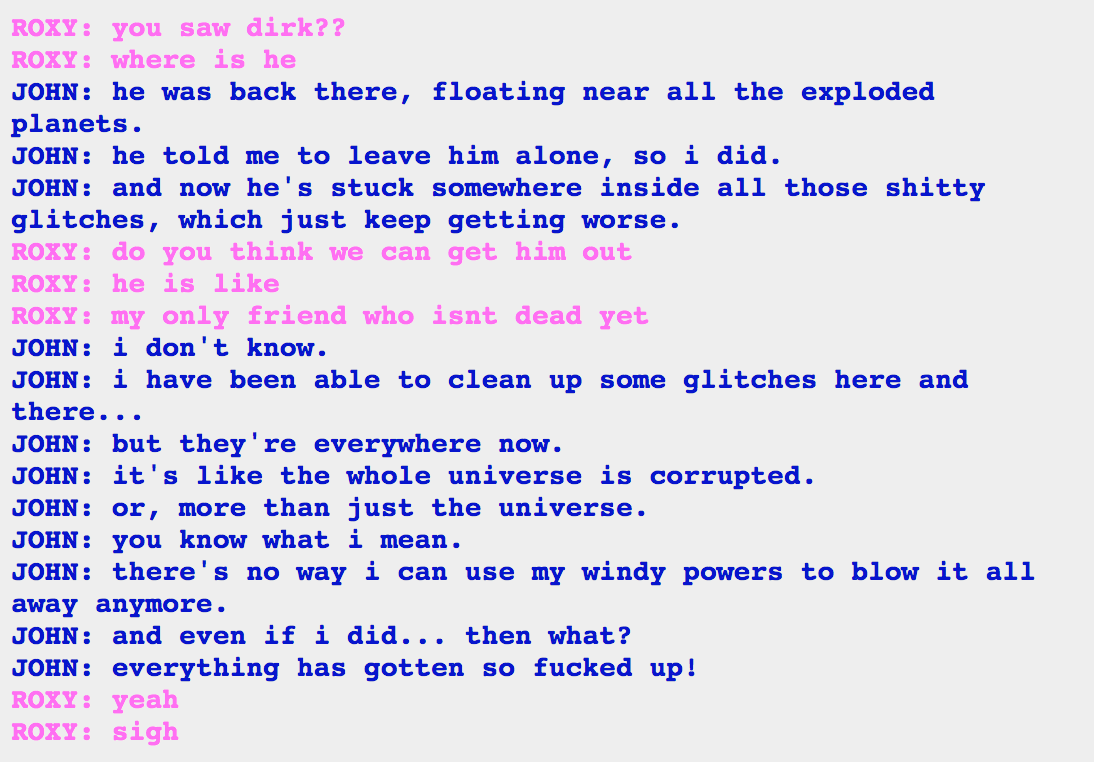 ROXY: you saw dirk??
ROXY: where is he
JOHN: he was back there, floating near all the exploded
planets.
JOHN: he told me to leave him alone, so i did.
JOHN: and now he's stuck somewhere inside all those shitty
glitches, which just keep getting worse.
ROXY: do you think we can get him out
ROXY: he is like
ROXY: my only friend who isnt dead yet
JOHN: i don't know.
JOHN: i have been able to clean up some glitches here and
there...
JOHN: but they're everywhere now.
JOHN: it's like the whole universe is corrupted.
JOHN: or, more than just the universe.
JOHN: you know what i mean.
JOHN: there's no way i can use my windy powers to blow it all
away anymore.
JOHN: and even if i did... then what?
JOHN: everything has gotten so fucked up!
ROXY: yeah
ROXY: sigh